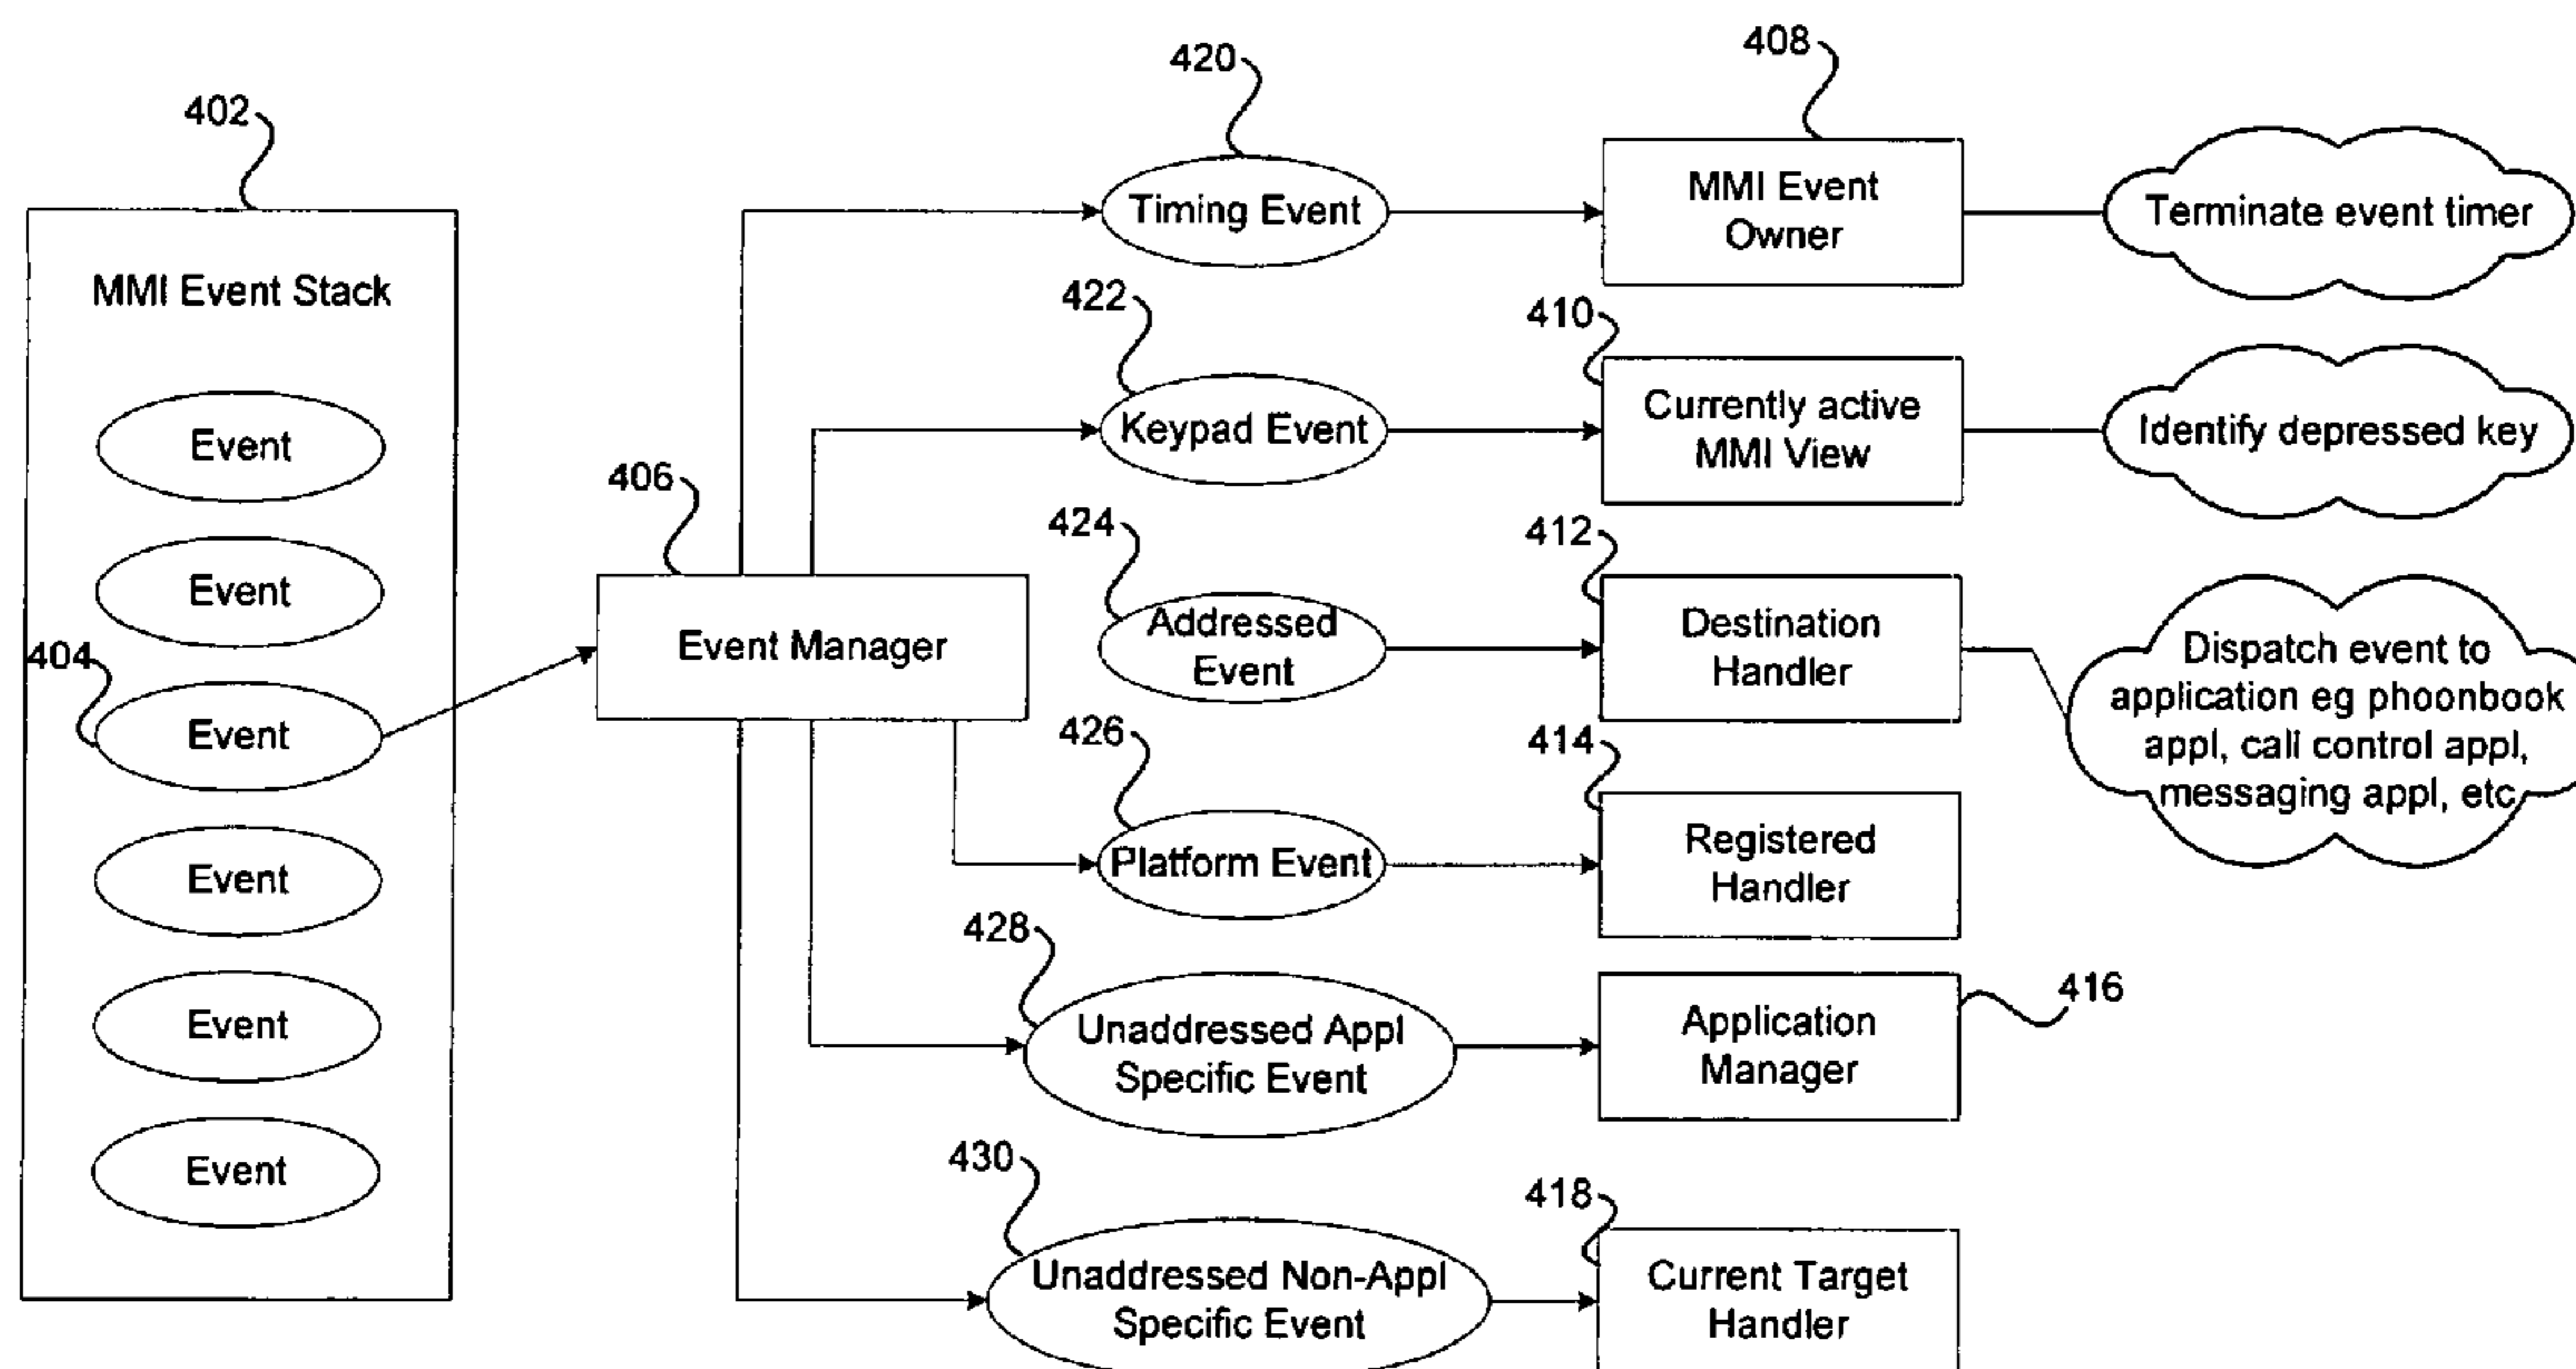 408
420
402
Timing Event
MMI Event
Owner
Terminate event timer
MMI Event Stack
422
410
Keypad Event
Currently active
MMI View
Identify depressed key
Event
406
424
412
Event
Event Manager
Addressed
Event
Destination
Handler
Dispatch event to
application eg phoonbook
appl, call control appl,
messaging appl, etc
404
Event
426
414
Platform Event
Registered
Handler
Event
428
416
Unaddressed Appl
Specific Event
Application
Manager
Event
430
418
Event
Unaddressed Non-Appl
Specific Event
Current Target
Handler